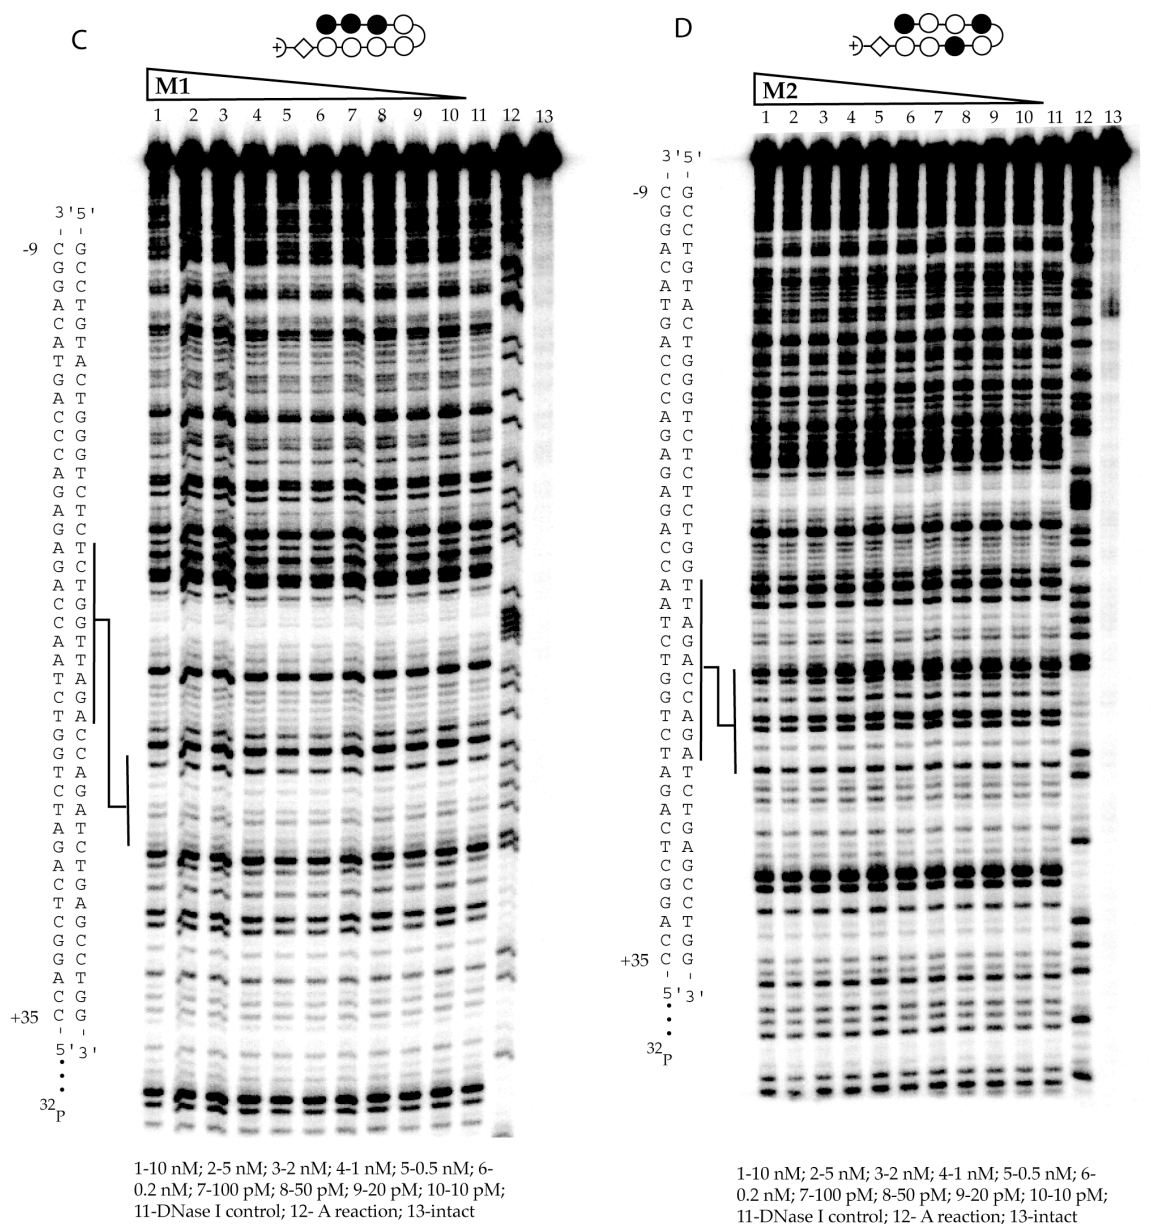 C
D
M1
1 2 3 4 5 6 7 8 9 10 11 12 13
M2
1 2 3 4 5 6 7 8 9 10 11 12 13
3'5'
- -
-9 C G
G C
G C
A T
C G
A T
T A
G C
A T
C G
C G
C G
A T
G C
A T
G C
A T
G C
A T
C G
C G
A T
A T
T A
C G
T A
G C
G C
T A
C G
T A
A T
G C
A T
C G
T A
C G
G C
G C
A T
C G
+35 C G
- -
5' 3'
32P
3'5'
- -
-9 C G
G C
G C
A T
C G
A T
T A
G C
A T
C G
C G
C G
A T
G C
A T
G C
A T
G C
A T
C G
C G
A T
A T
T A
C G
T A
G C
G C
T A
C G
T A
A T
G C
A T
C G
T A
C G
G C
G C
A T
C G
+35 C G
- -
5' 3'
32P
1-10 nM; 2-5 nM; 3-2 nM; 4-1 nM; 5-0.5 nM; 6-
0.2 nM; 7-100 pM; 8-50 pM; 9-20 pM; 10-10 pM;
11-DNase I control; 12- A reaction; 13-intact
1-10 nM; 2-5 nM; 3-2 nM; 4-1 nM; 5-0.5 nM; 6-
0.2 nM; 7-100 pM; 8-50 pM; 9-20 pM; 10-10 pM;
11-DNase I control; 12- A reaction; 13-intact